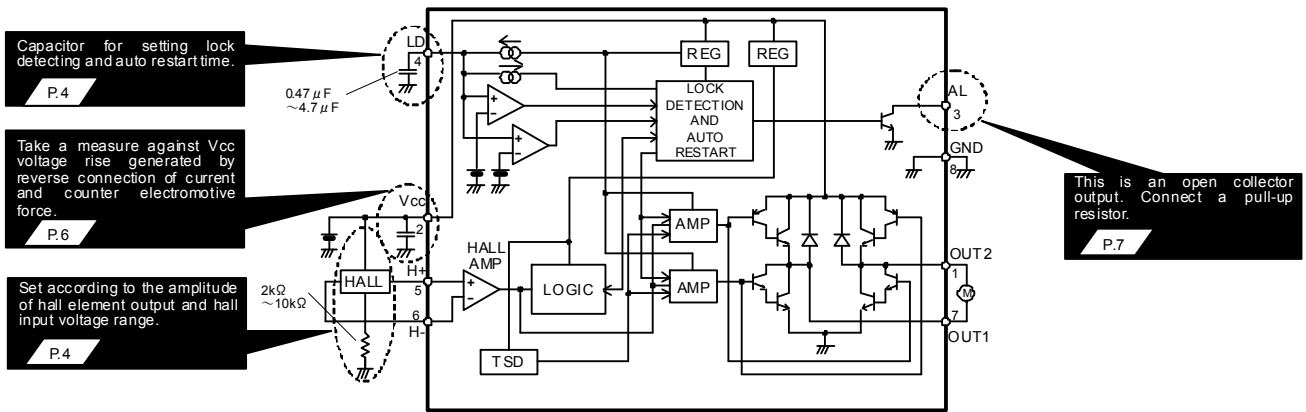 Capacitor for setting lock
detecting and auto restart time.
P.4
0.47μF
～4.7μF
LD
4
Take a measure against Vcc
voltage rise generated by
reverse connection of current
and counter electromotive
force.
P.6
Vcc
2
Set according to the amplitude
of hall element output and hall
input voltage range.
P.4
2kΩ
～10kΩ
HALL
H+
5
6
H-
HALL
AMP
+
-
+
-
+
-
LOGIC
TSD
REG
REG
LOCK
DETECTION
AND
AUTO
RESTART
AMP
AMP
AL
3
GND
8
OUT2
1
M
7
OUT1
This is an open collector
output. Connect a pull-up
resistor.
P.7